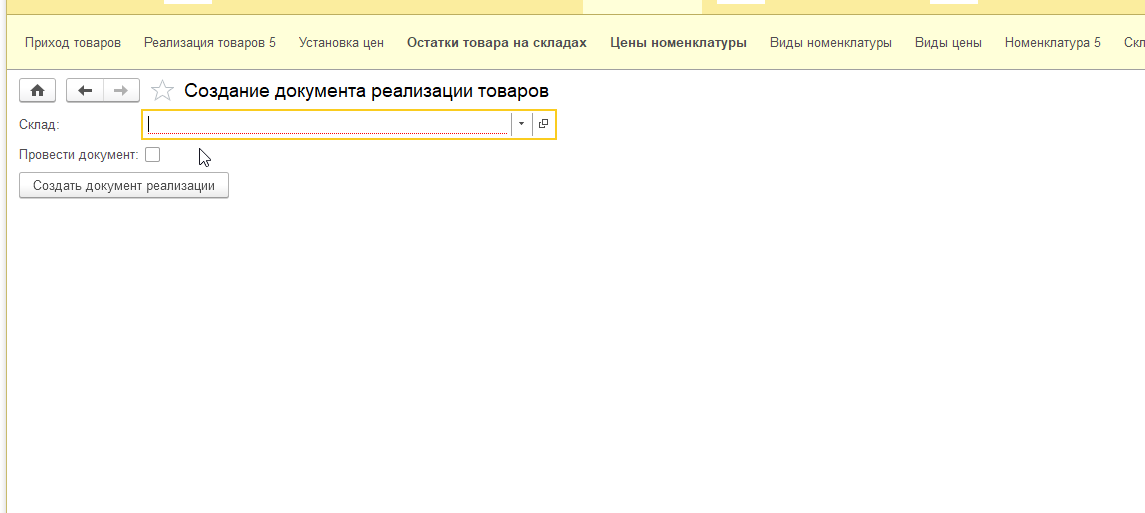 Приход товаров Реализация товаров 5 Установка цен Остатки товара на складах Цены номенклатуры Виды номенклатуры Виды цены Номенклатура 5 Скл
Создание документа реализации товаров
Склад:
Провести документ:
Создать документ реализации